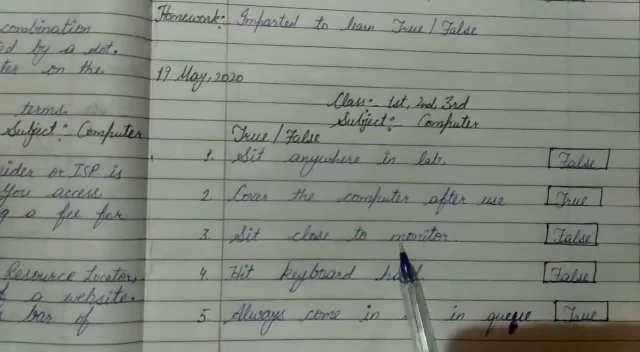 combination
ed by a dot.
ter on the
terms.
Subject:- Computer
ider or ISP is
You access
g a fee for
Resource Locator,
f a website.
bar of
Homework:- Imparted to learn True / False
19 May, 2020
Class:- 1st, 2nd, 3rd
Subject:- Computer
True / False
1. Sit anywhere in lab. False
2. Cover the computer after use True
3. Sit close to monitor. False
4. Hit keyboard False
5. Always come in in queue True